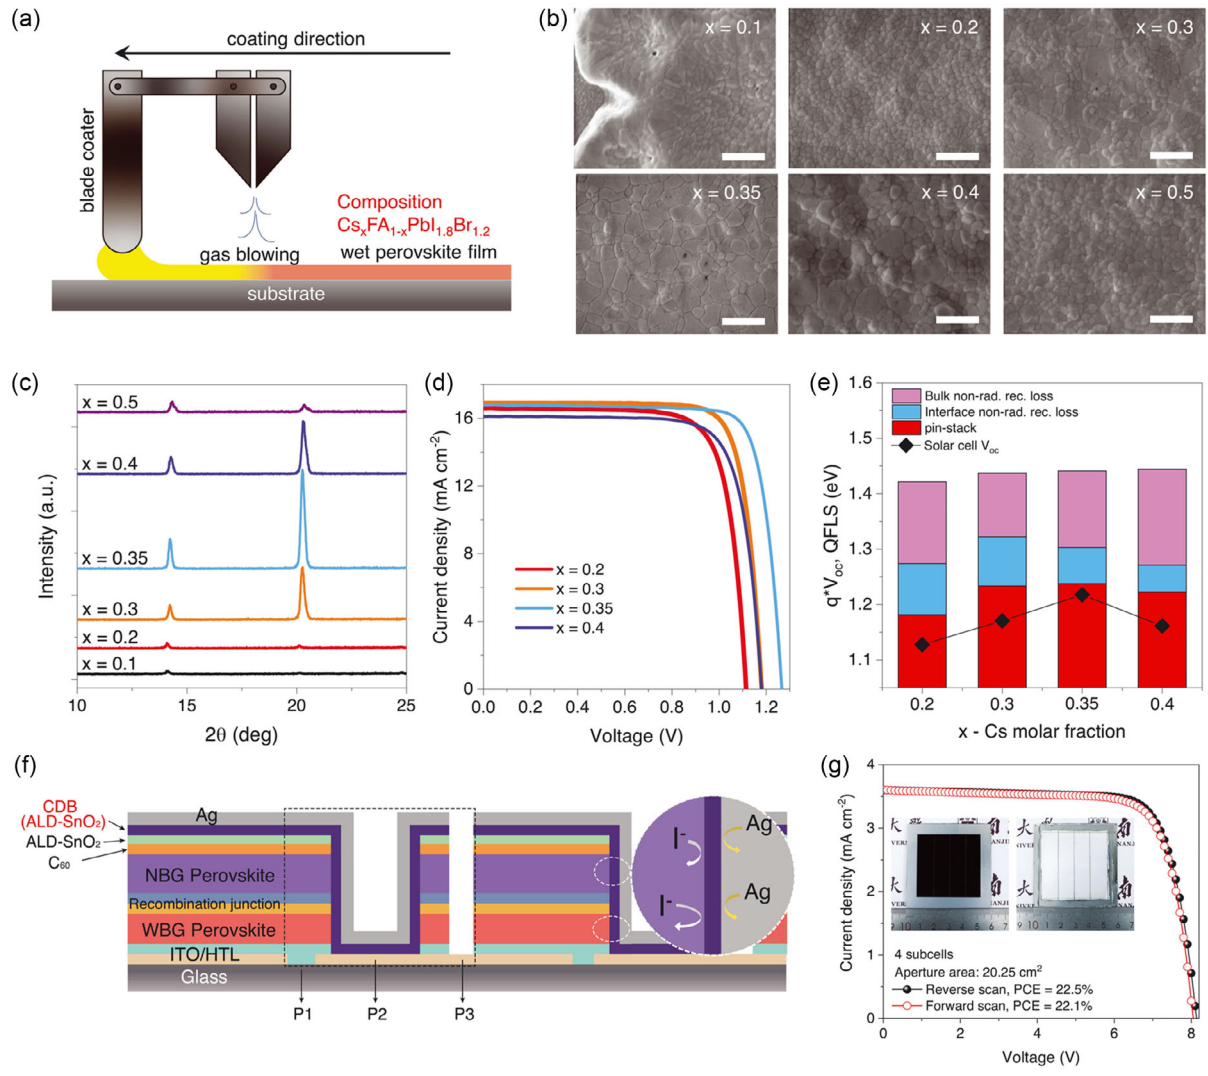 (a)
coating direction
blade coater
Composition
CsₓFA₁₋ₓPbI₁.₈Br₁.₂
gas blowing
wet perovskite film
substrate
(b)
x = 0.1
x = 0.2
x = 0.3
x = 0.35
x = 0.4
x = 0.5
(c)
Intensity (a.u.)
x = 0.5
x = 0.4
x = 0.35
x = 0.3
x = 0.2
x = 0.1
10 15 20 25
2θ (deg)
(d)
Current density (mA cm⁻²)
16
12
8
4
0
x = 0.2
x = 0.3
x = 0.35
x = 0.4
0.0 0.2 0.4 0.6 0.8 1.0 1.2
Voltage (V)
(e)
q*Vₒc, QFLS (eV)
1.6
1.5
1.4
1.3
1.2
1.1
Bulk non-rad. rec. loss
Interface non-rad. rec. loss
pin-stack
Solar cell Vₒc
0.2 0.3 0.35 0.4
x - Cs molar fraction
(f)
CDB
(ALD-SnO₂)
ALD-SnO₂
C₆₀
Ag
NBG Perovskite
Recombination junction
WBG Perovskite
ITO/HTL
Glass
I⁻
Ag
I⁻
Ag
P1 P2 P3
(g)
Current density (mA cm⁻²)
4
3
2
1
0
4 subcells
Aperture area: 20.25 cm²
Reverse scan, PCE = 22.5%
Forward scan, PCE = 22.1%
0 2 4 6 8
Voltage (V)